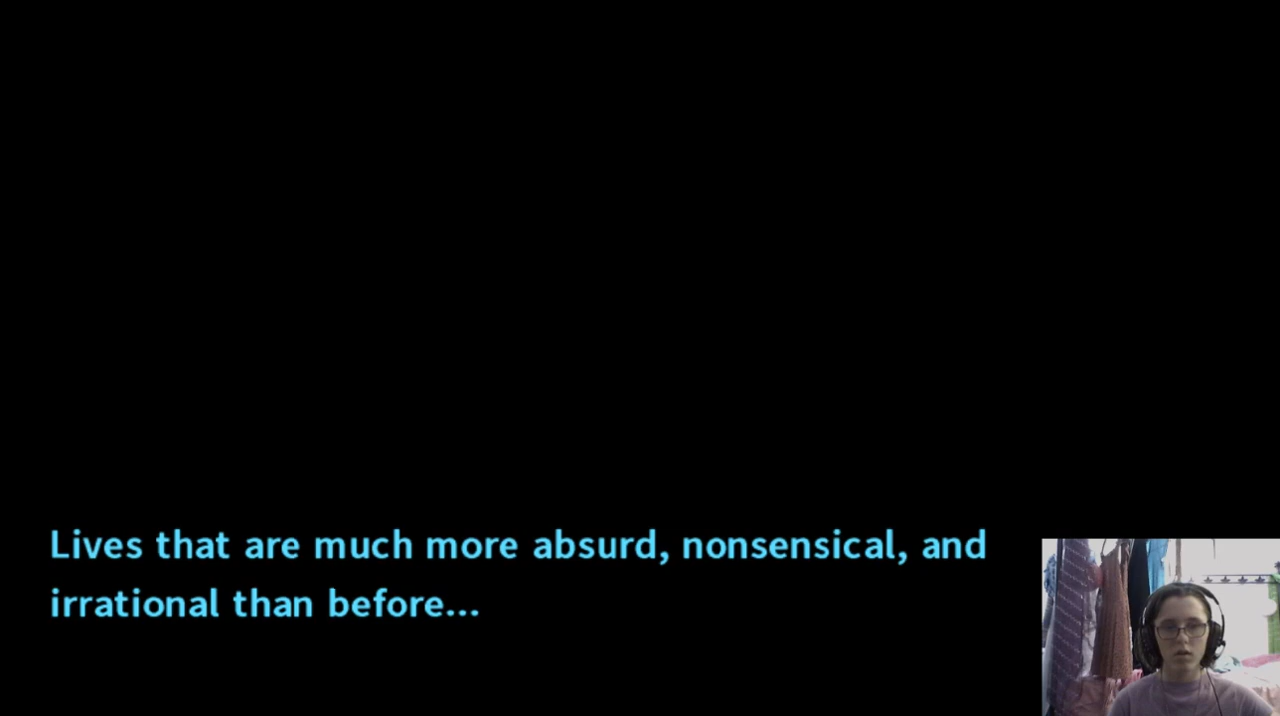 Lives that are much more absurd, nonsensical, and
irrational than before...